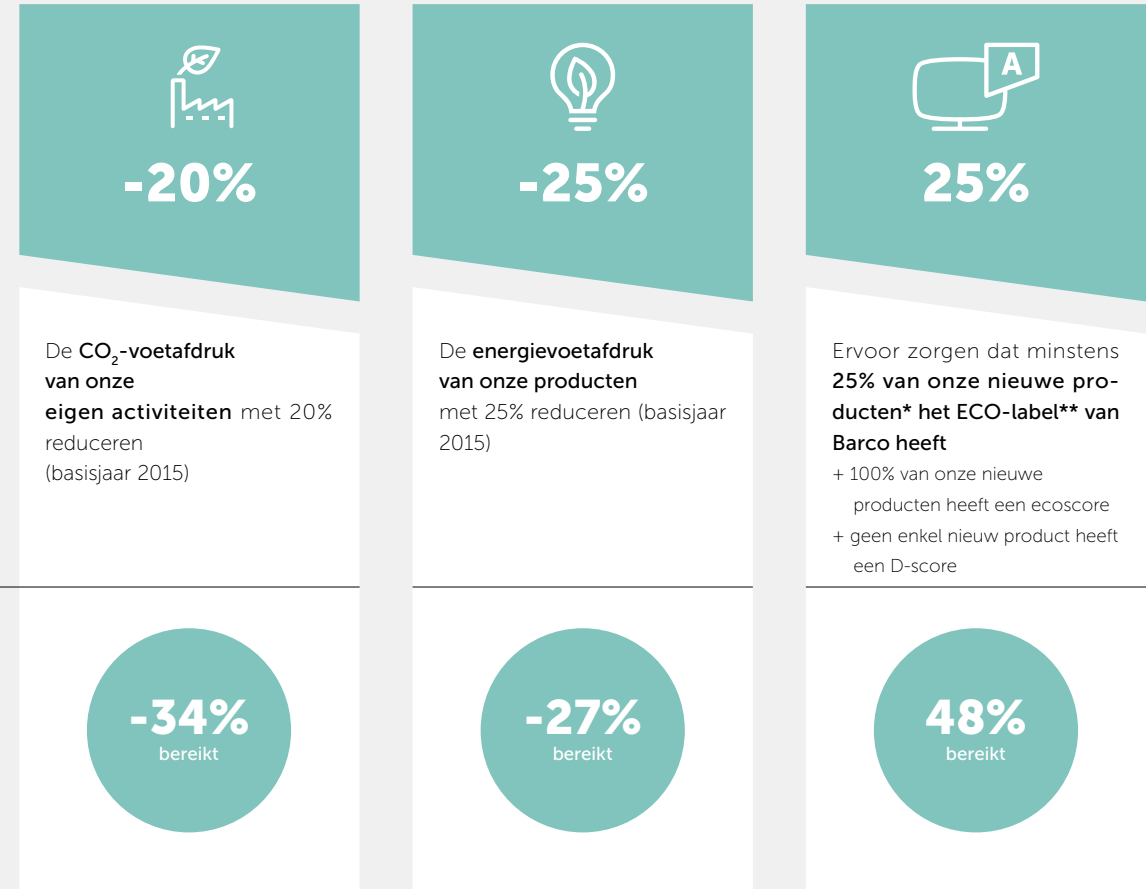 -20%
De CO₂-voetafdruk
van onze
eigen activiteiten met 20%
reduceren
(basisjaar 2015)
-34%
bereikt
-25%
De energievoetafdruk
van onze producten
met 25% reduceren (basisjaar
2015)
-27%
bereikt
A
25%
Ervoor zorgen dat minstens
25% van onze nieuwe pro-
ducten* het ECO-label** van
Barco heeft
+ 100% van onze nieuwe
producten heeft een ecoscore
+ geen enkel nieuw product heeft
een D-score
48%
bereikt